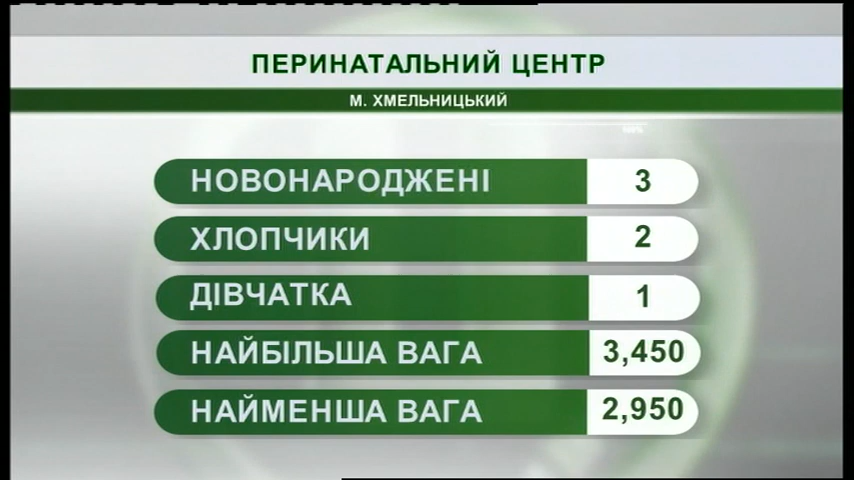 ПЕРИНАТАЛЬНИЙ ЦЕНТР
М. ХМЕЛЬНИЦЬКИЙ
НОВОНАРОДЖЕНІ 3
ХЛОПЧИКИ 2
ДІВЧАТКА 1
НАЙБІЛЬША ВАГА 3,450
НАЙМЕНША ВАГА 2,950